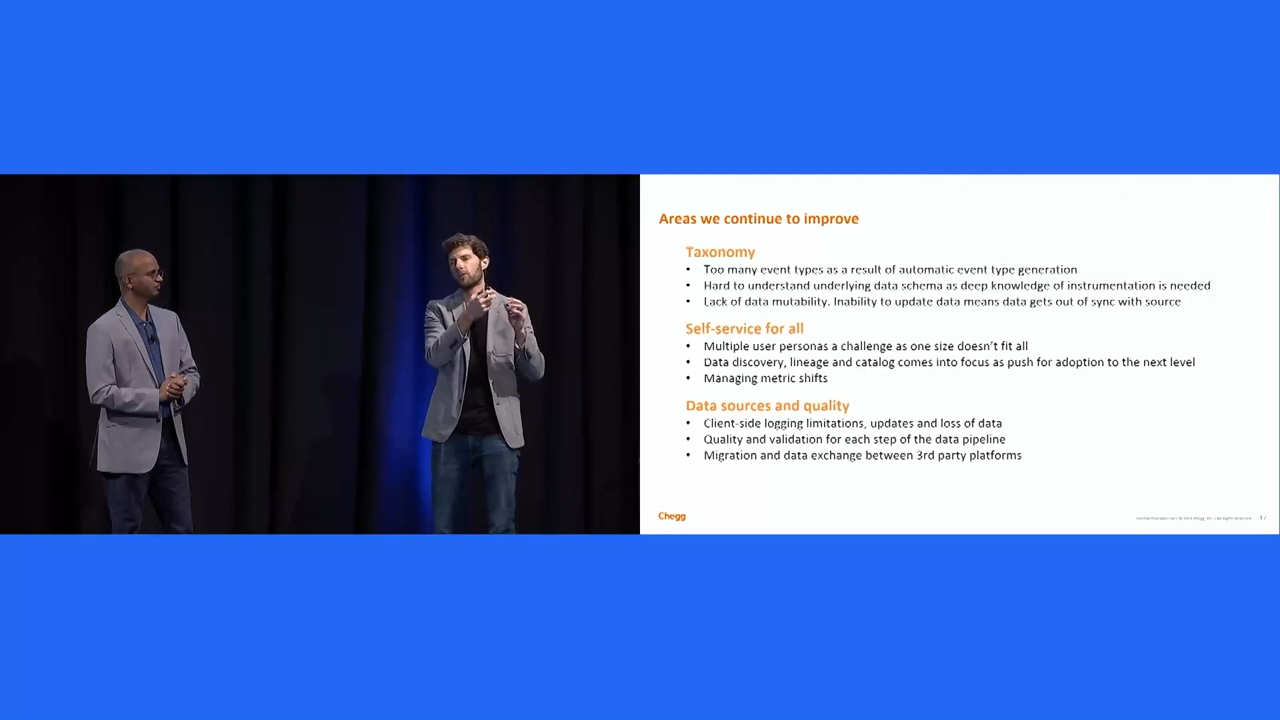 Areas we continue to improve
Taxonomy
• Too many event types as a result of automatic event type generation
• Hard to understand underlying data schema as deep knowledge of instrumentation is needed
• Lack of data mutability. Inability to update data means data gets out of sync with source
Self-service for all
• Multiple user personas a challenge as one size doesn't fit all
• Data discovery, lineage and catalog comes into focus as push for adoption to the next level
• Managing metric shifts
Data sources and quality
• Client-side logging limitations, updates and loss of data
• Quality and validation for each step of the data pipeline
• Migration and data exchange between 3rd party platforms
Chegg